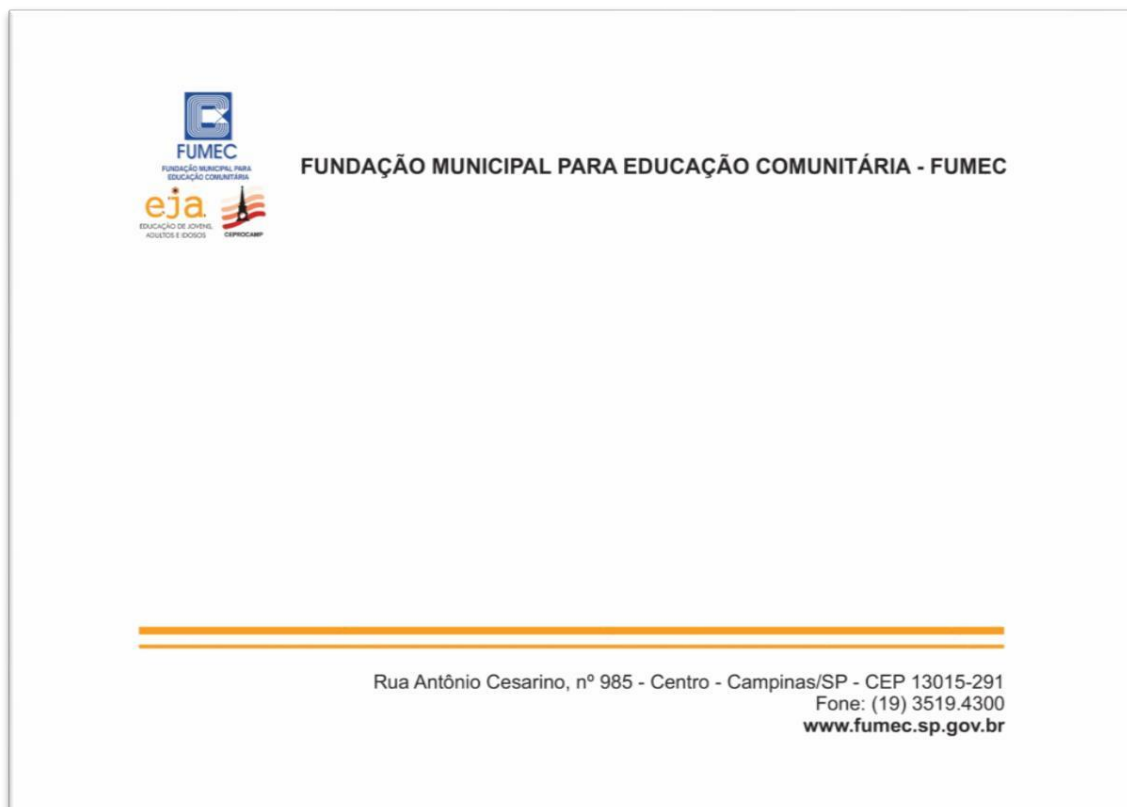 FUMEC
FUNDAÇÃO MUNICIPAL PARA
EDUCAÇÃO COMUNITÁRIA
eja.
EDUCAÇÃO DE JOVENS,
ADULTOS E IDOSOS
CEPROCAMP
FUNDAÇÃO MUNICIPAL PARA EDUCAÇÃO COMUNITÁRIA - FUMEC
Rua Antônio Cesarino, nº 985 - Centro - Campinas/SP - CEP 13015-291
Fone: (19) 3519.4300
www.fumec.sp.gov.br